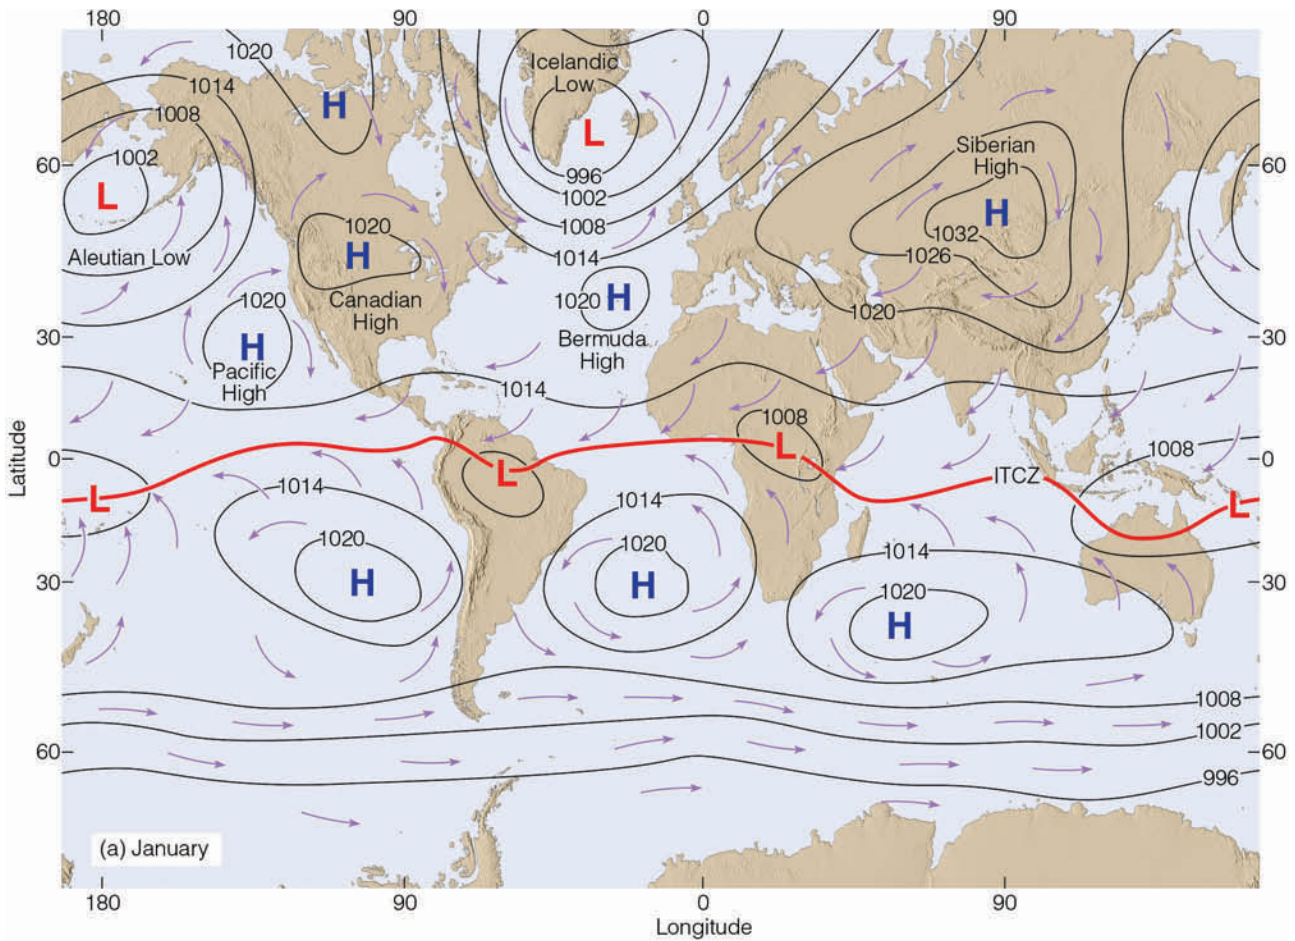 180
90
0
90
1020
Icelandic
Low
1014
H
1008
L
Siberian
High
60
1002
60
996
L
1002
H
1020
1032
1008
H
1026
Aleutian Low
1014
1020
H
1020
Canadian
High
1020
30
H
Bermuda
High
30
Pacific
High
1014
1008
L
1008
0
0
L
ITCZ
L
1014
1014
L
1020
1020
1014
30
H
H
1020
30
H
1008
1002
60
60
996
(a) January
180
90
0
90
Longitude
Latitude